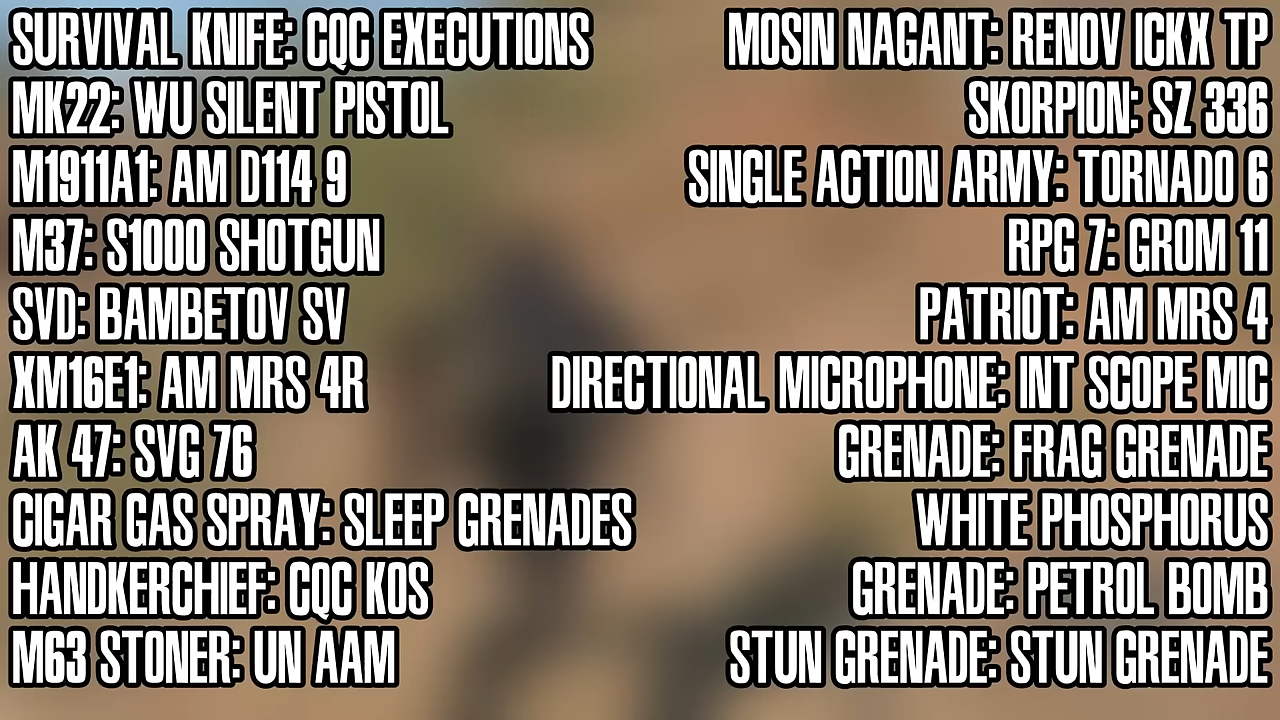 SURVIVAL KNIFE: CQC EXECUTIONS
MK22: WU SILENT PISTOL
M1911A1: AM D114 9
M37: S1000 SHOTGUN
SVD: BAMBETOV SV
XM16E1: AM MRS 4R
AK 47: SVG 76
CIGAR GAS SPRAY: SLEEP GRENADES
HANDKERCHIEF: CQC KOS
M63 STONER: UN AAM
MOSIN NAGANT: RENOV ICKX TP
SKORPION: SZ 336
SINGLE ACTION ARMY: TORNADO 6
RPG 7: GROM 11
PATRIOT: AM MRS 4
DIRECTIONAL MICROPHONE: INT SCOPE MIC
GRENADE: FRAG GRENADE
WHITE PHOSPHORUS
GRENADE: PETROL BOMB
STUN GRENADE: STUN GRENADE